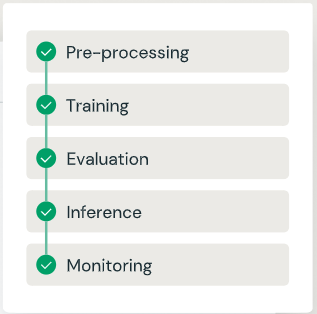 Pre-processing
Training
Evaluation
Inference
Monitoring